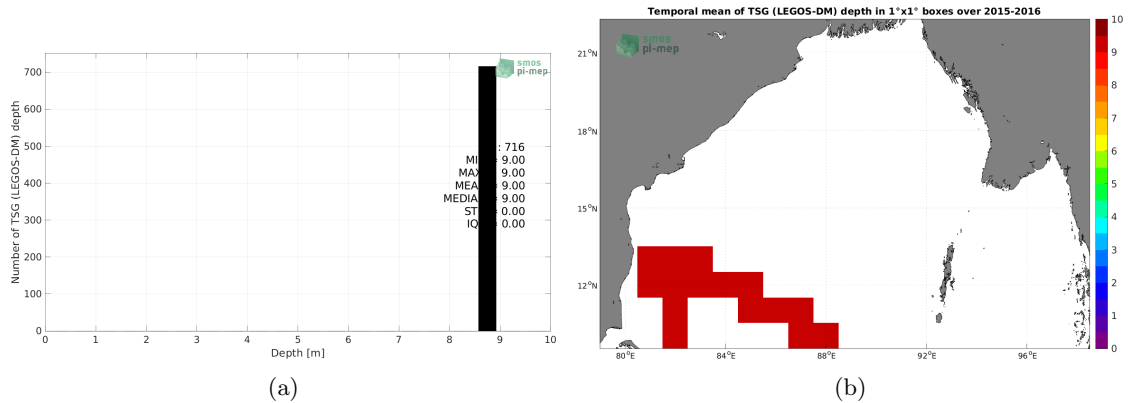 Temporal mean of TSG (LEGOS-DM) depth in 1°x1° boxes over 2015-2016
smos
pi-mep
Number of TSG (LEGOS-DM) depth
700
600
500
400
300
200
100
0
: 716
MI 9.00
MAX 9.00
MEA 9.00
MEDIA 9.00
ST 0.00
IQ 0.00
0 1 2 3 4 5 6 7 8 9 10
Depth [m]
(a)
smos
pi-mep
21°N
18°N
15°N
12°N
80°E 84°E 88°E 92°E 96°E
10
9
8
7
6
5
4
3
2
1
0
(b)